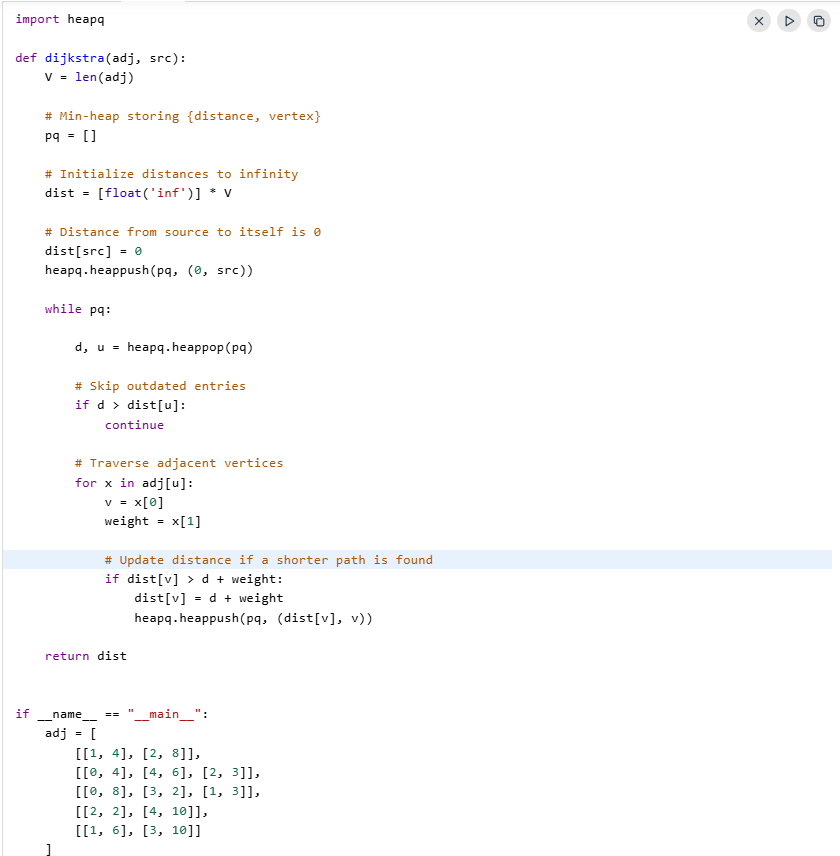 import heapq
def dijkstra(adj, src):
    V = len(adj)
    # Min-heap storing {distance, vertex}
    pq = []
    # Initialize distances to infinity
    dist = [float('inf')] * V
    # Distance from source to itself is 0
    dist[src] = 0
    heapq.heappush(pq, (0, src))
    while pq:
        d, u = heapq.heappop(pq)
        # Skip outdated entries
        if d > dist[u]:
            continue
        # Traverse adjacent vertices
        for x in adj[u]:
            v = x[0]
            weight = x[1]
            # Update distance if a shorter path is found
            if dist[v] > d + weight:
                dist[v] = d + weight
                heapq.heappush(pq, (dist[v], v))
    return dist
if __name__ == "__main__":
    adj = [
        [[1, 4], [2, 8]],
        [[0, 4], [4, 6], [2, 3]],
        [[0, 8], [3, 2], [1, 3]],
        [[2, 2], [4, 10]],
        [[1, 6], [3, 10]]
    ]